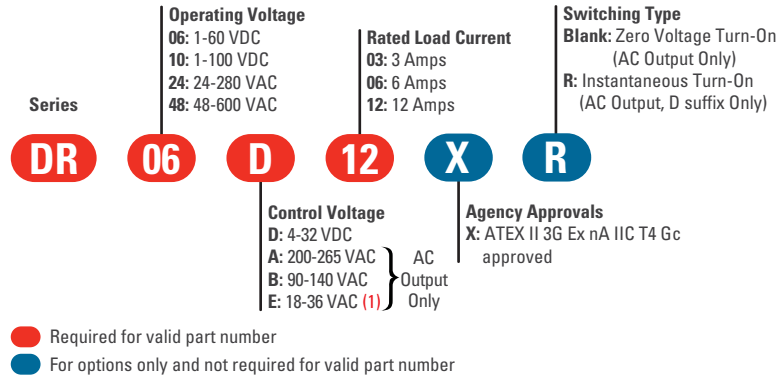 Operating Voltage
06: 1-60 VDC
10: 1-100 VDC
24: 24-280 VAC
48: 48-600 VAC
Rated Load Current
03: 3 Amps
06: 6 Amps
12: 12 Amps
Switching Type
Blank: Zero Voltage Turn-On
(AC Output Only)
R: Instantaneous Turn-On
(AC Output, D suffix Only)
Series
DR 06 D 12 X R
Control Voltage
D: 4-32 VDC
A: 200-265 VAC
B: 90-140 VAC
E: 18-36 VAC (1)
AC
Output
Only
Agency Approvals
X: ATEX II 3G Ex nA IIC T4 Gc
approved
Required for valid part number
For options only and not required for valid part number